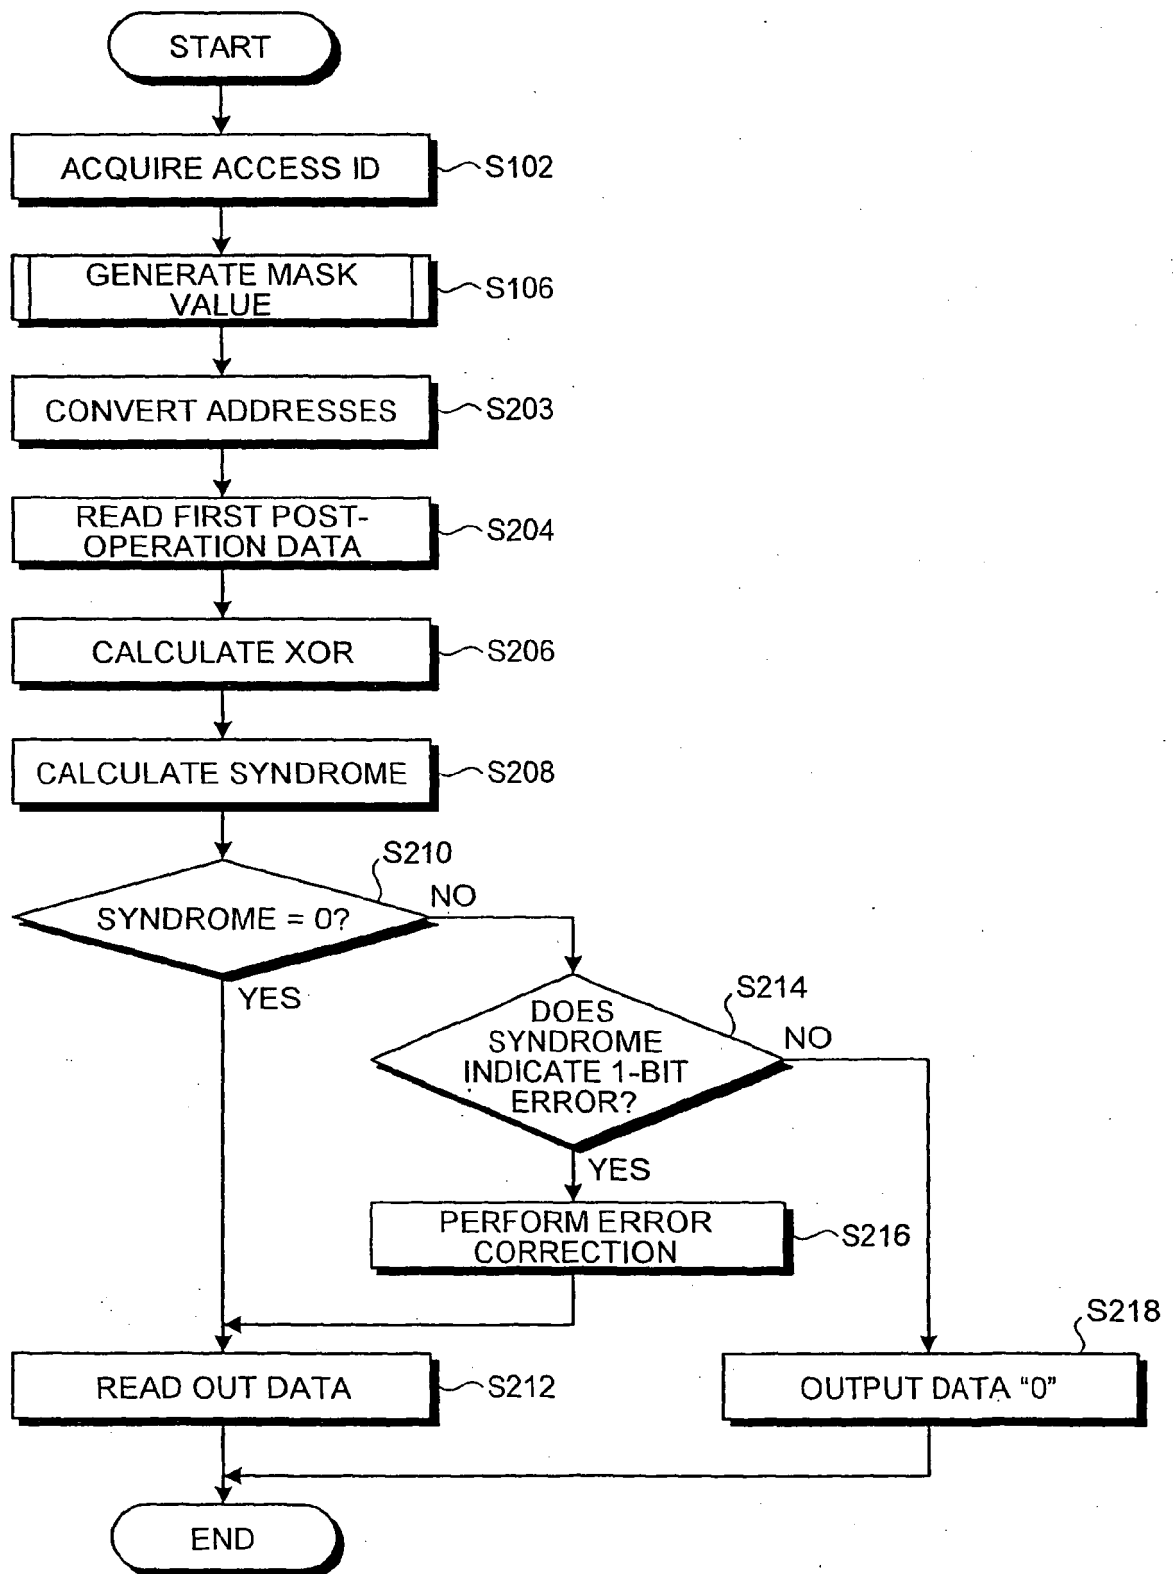 START
ACQUIRE ACCESS ID
S102
GENERATE MASK
VALUE
S106
CONVERT ADDRESSES
S203
READ FIRST POST-
OPERATION DATA
S204
CALCULATE XOR
S206
CALCULATE SYNDROME
S208
S210
SYNDROME = 0?
NO
YES
S214
DOES
SYNDROME
INDICATE 1-BIT
ERROR?
NO
YES
PERFORM ERROR
CORRECTION
S216
READ OUT DATA
S212
S218
OUTPUT DATA “0”
END